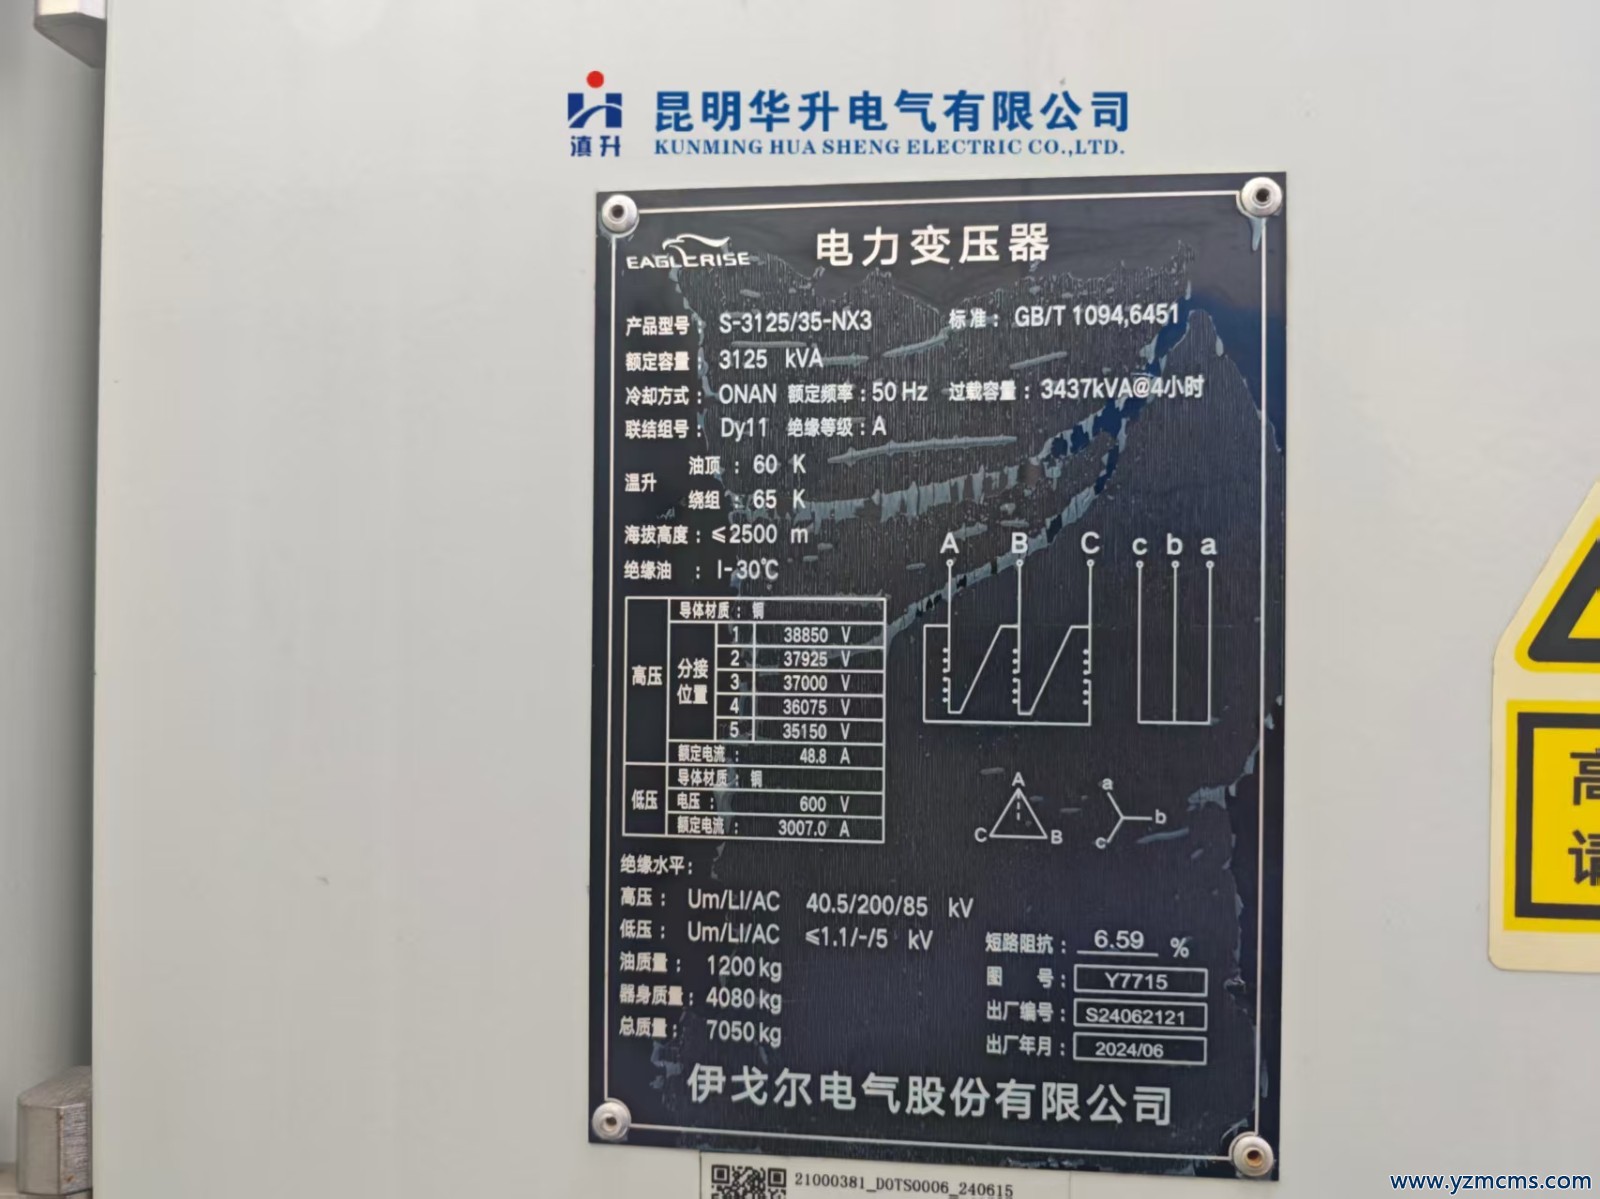 滇升
昆明华升电气有限公司
KUNMING HUA SHENG ELECTRIC CO.,LTD.
EAGLERISE
电力变压器
产品型号： S-3125/35-NX3 标准： GB/T 1094,6451
额定容量： 3125 kVA
冷却方式： ONAN 额定频率：50 Hz 过载容量：3437kVA@4小时
联结组号： Dy11 绝缘等级：A
温升
油顶：60 K
绕组：65 K
海拔高度：≤2500 m
绝缘油 ：I-30℃
高压
导体材质：铜
分接位置
1 38850 V
2 37925 V
3 37000 V
4 36075 V
5 35150 V
额定电流： 48.8 A
低压
导体材质：铜
电压： 600 V
额定电流： 3007.0 A
A B C c b a
A
C B
a
b
c
绝缘水平：
高压： Um/LI/AC 40.5/200/85 kV
低压： Um/LI/AC ≤1.1/-/5 kV
油质量： 1200kg
器身质量：4080kg
总质量： 7050kg
短路阻抗： 6.59 %
图 号： Y7715
出厂编号： S24062121
出厂年月： 2024/06
伊戈尔电气股份有限公司
21000381_D0TS0006_240615
高
请
www.yzmcms.com